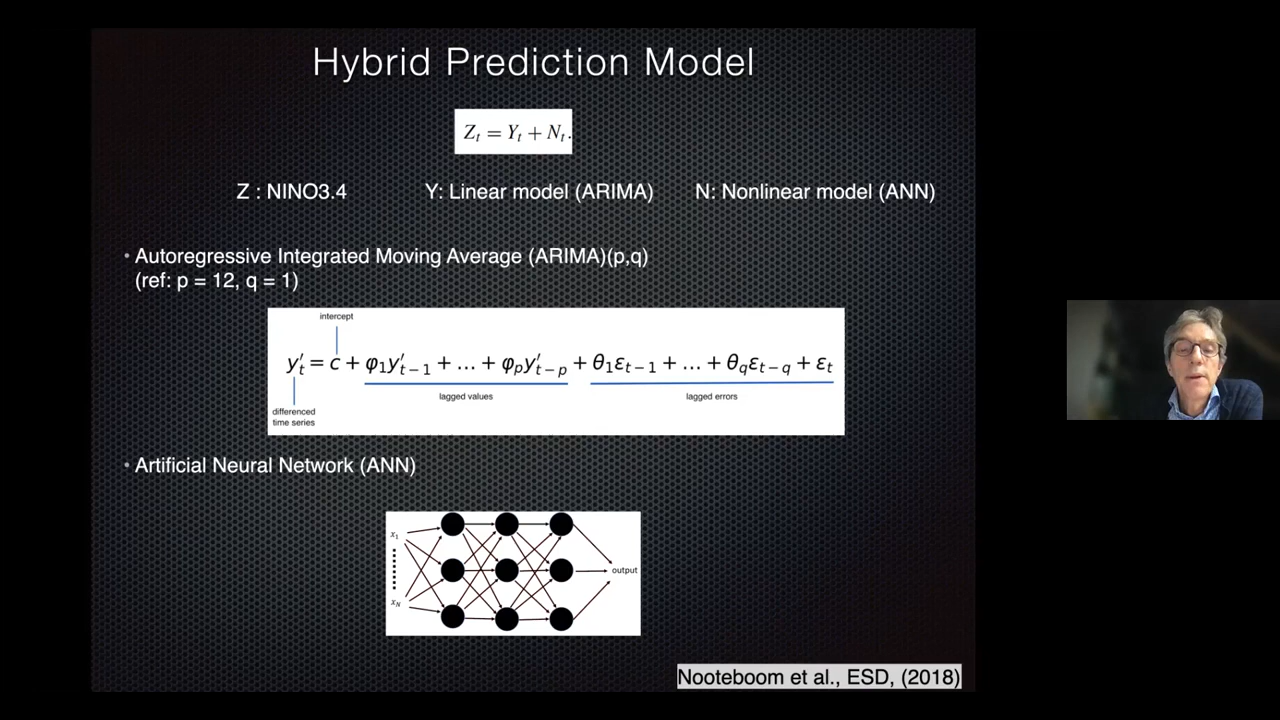 Hybrid Prediction Model
Z_t = Y_t + N_t.
Z : NINO3.4 Y: Linear model (ARIMA) N: Nonlinear model (ANN)
• Autoregressive Integrated Moving Average (ARIMA)(p,q)
(ref: p = 12, q = 1)
intercept
y′_t = c + φ_1y′_{t−1} + … + φ_py′_{t−p} + θ_1ε_{t−1} + … + θ_qε_{t−q} + ε_t
lagged values lagged errors
differenced
time series
• Artificial Neural Network (ANN)
x_1
output
x_N
Nooteboom et al., ESD, (2018)